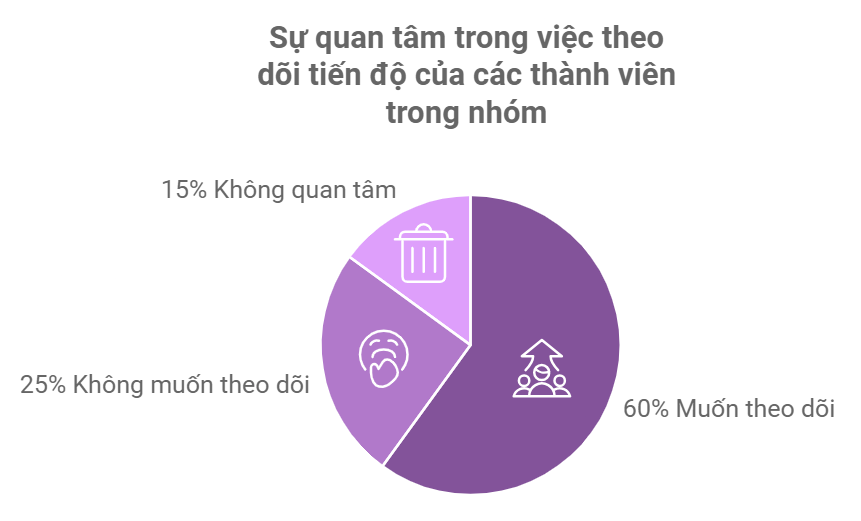 Sự quan tâm trong việc theo
dõi tiến độ của các thành viên
trong nhóm
15% Không quan tâm
25% Không muốn theo dõi
60% Muốn theo dõi